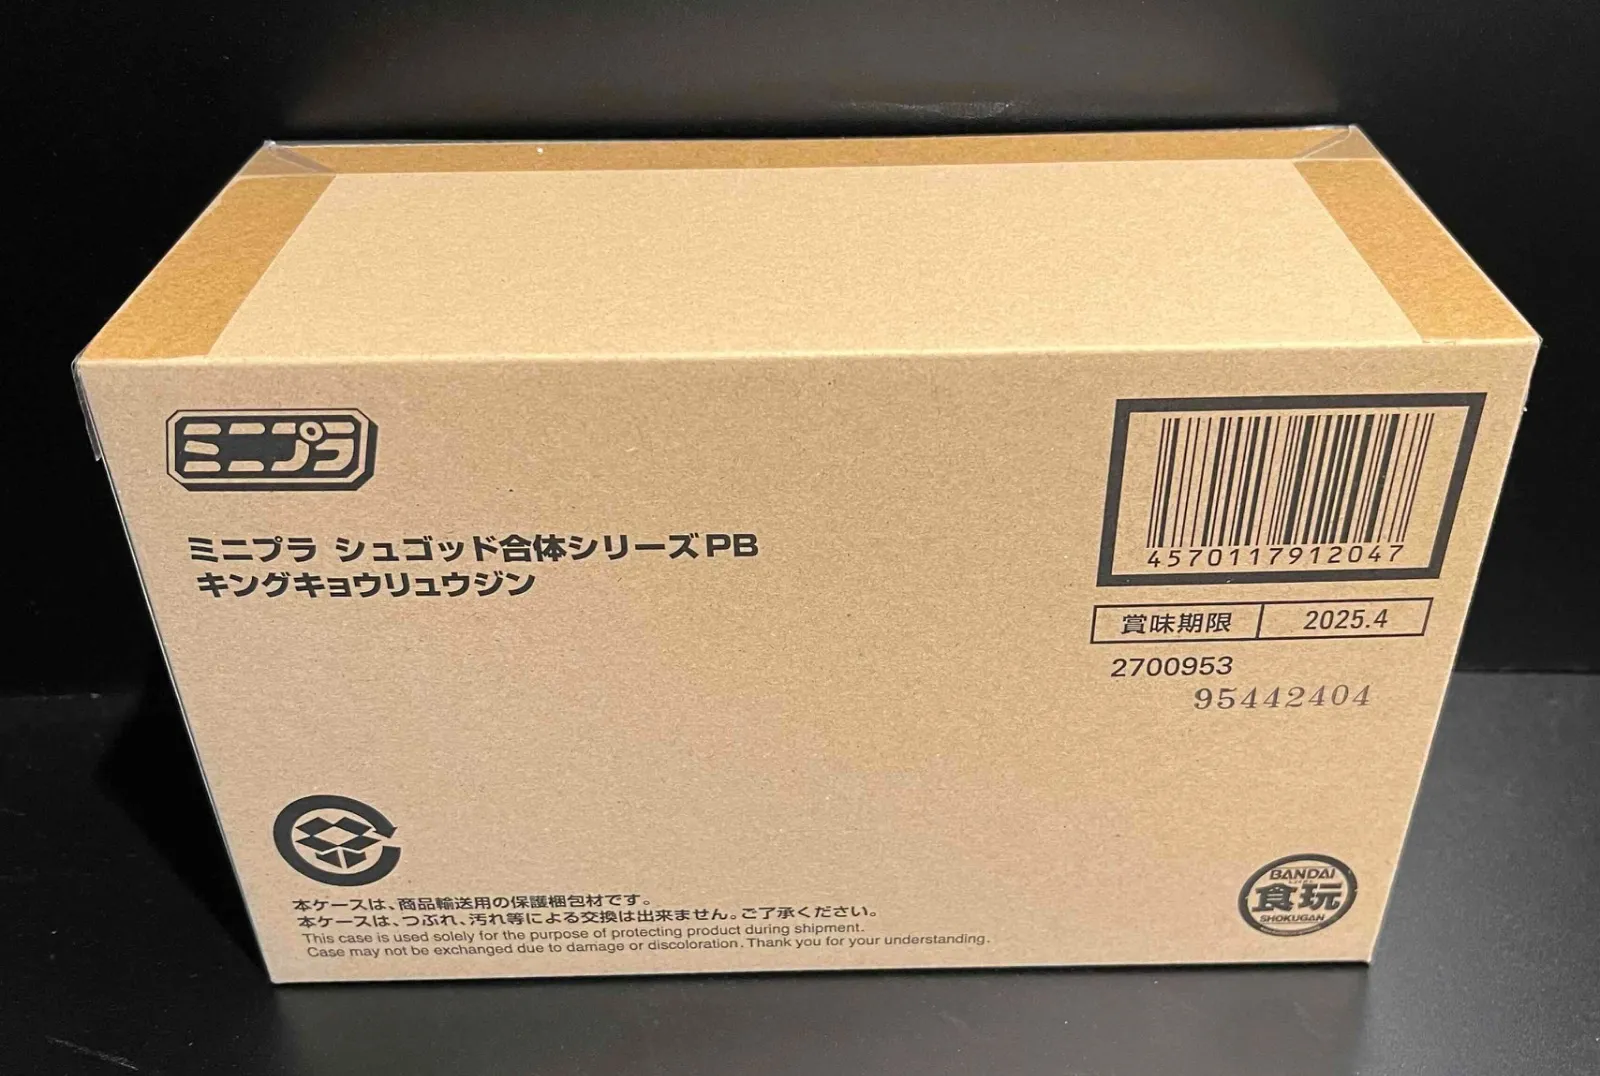 ミニプラ
ミニプラ シュゴッド合体シリーズPB
キングキョウリュウジン
4570117912047
賞味期限 2025.4
2700953
95442404
本ケースは、商品輸送用の保護梱包材です。
本ケースは、つぶれ、汚れ等による交換は出来ません。ご了承ください。
This case is used solely for the purpose of protecting product during shipment.
Case may not be exchanged due to damage or discoloration. Thank you for your understanding.
BANDAI
食玩
SHOKUGAN